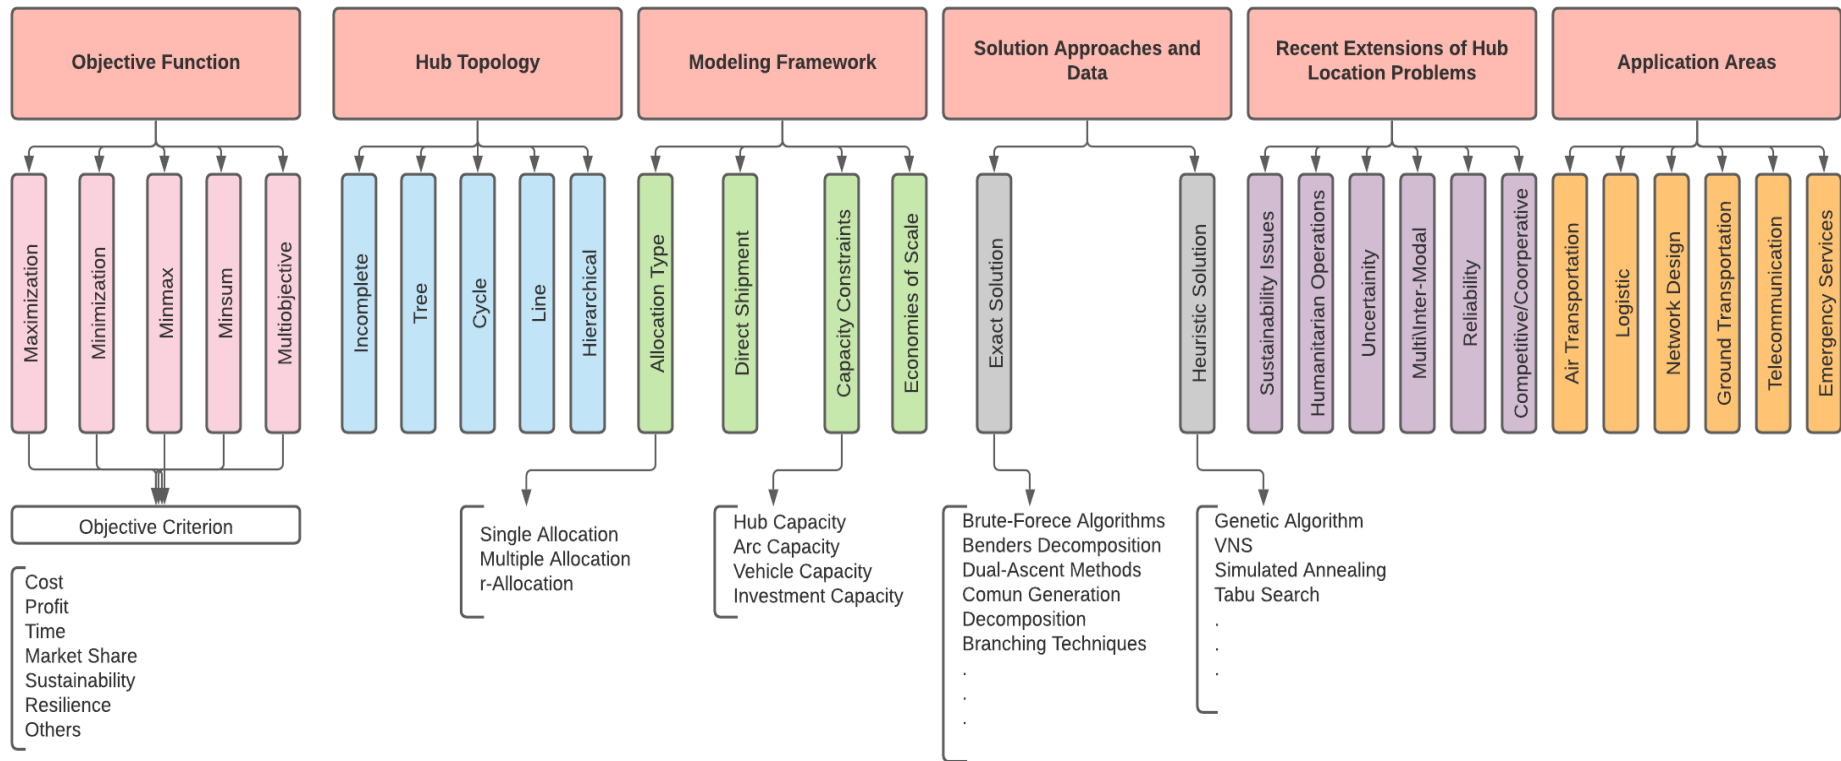 Objective Function
Hub Topology
Modeling Framework
Solution Approaches and
Data
Recent Extensions of Hub
Location Problems
Application Areas
Maximization
Minimization
Minmax
Minsum
Multiobjective
Incomplete
Tree
Cycle
Line
Hierarchical
Allocation Type
Direct Shipment
Capacity Constraints
Economies of Scale
Exact Solution
Heuristic Solution
Sustainability Issues
Humanitarian Operations
Uncertainity
Multi\Inter-Modal
Reliability
Competitive/Coorperative
Air Transportation
Logistic
Network Design
Ground Transportation
Telecommunication
Emergency Services
Objective Criterion
Cost
Profit
Time
Market Share
Sustainability
Resilience
Others
Single Allocation
Multiple Allocation
r-Allocation
Hub Capacity
Arc Capacity
Vehicle Capacity
Investment Capacity
Brute-Forece Algorithms
Benders Decomposition
Dual-Ascent Methods
Comun Generation
Decomposition
Branching Techniques
.
.
.
Genetic Algorithm
VNS
Simulated Annealing
Tabu Search
.
.
.